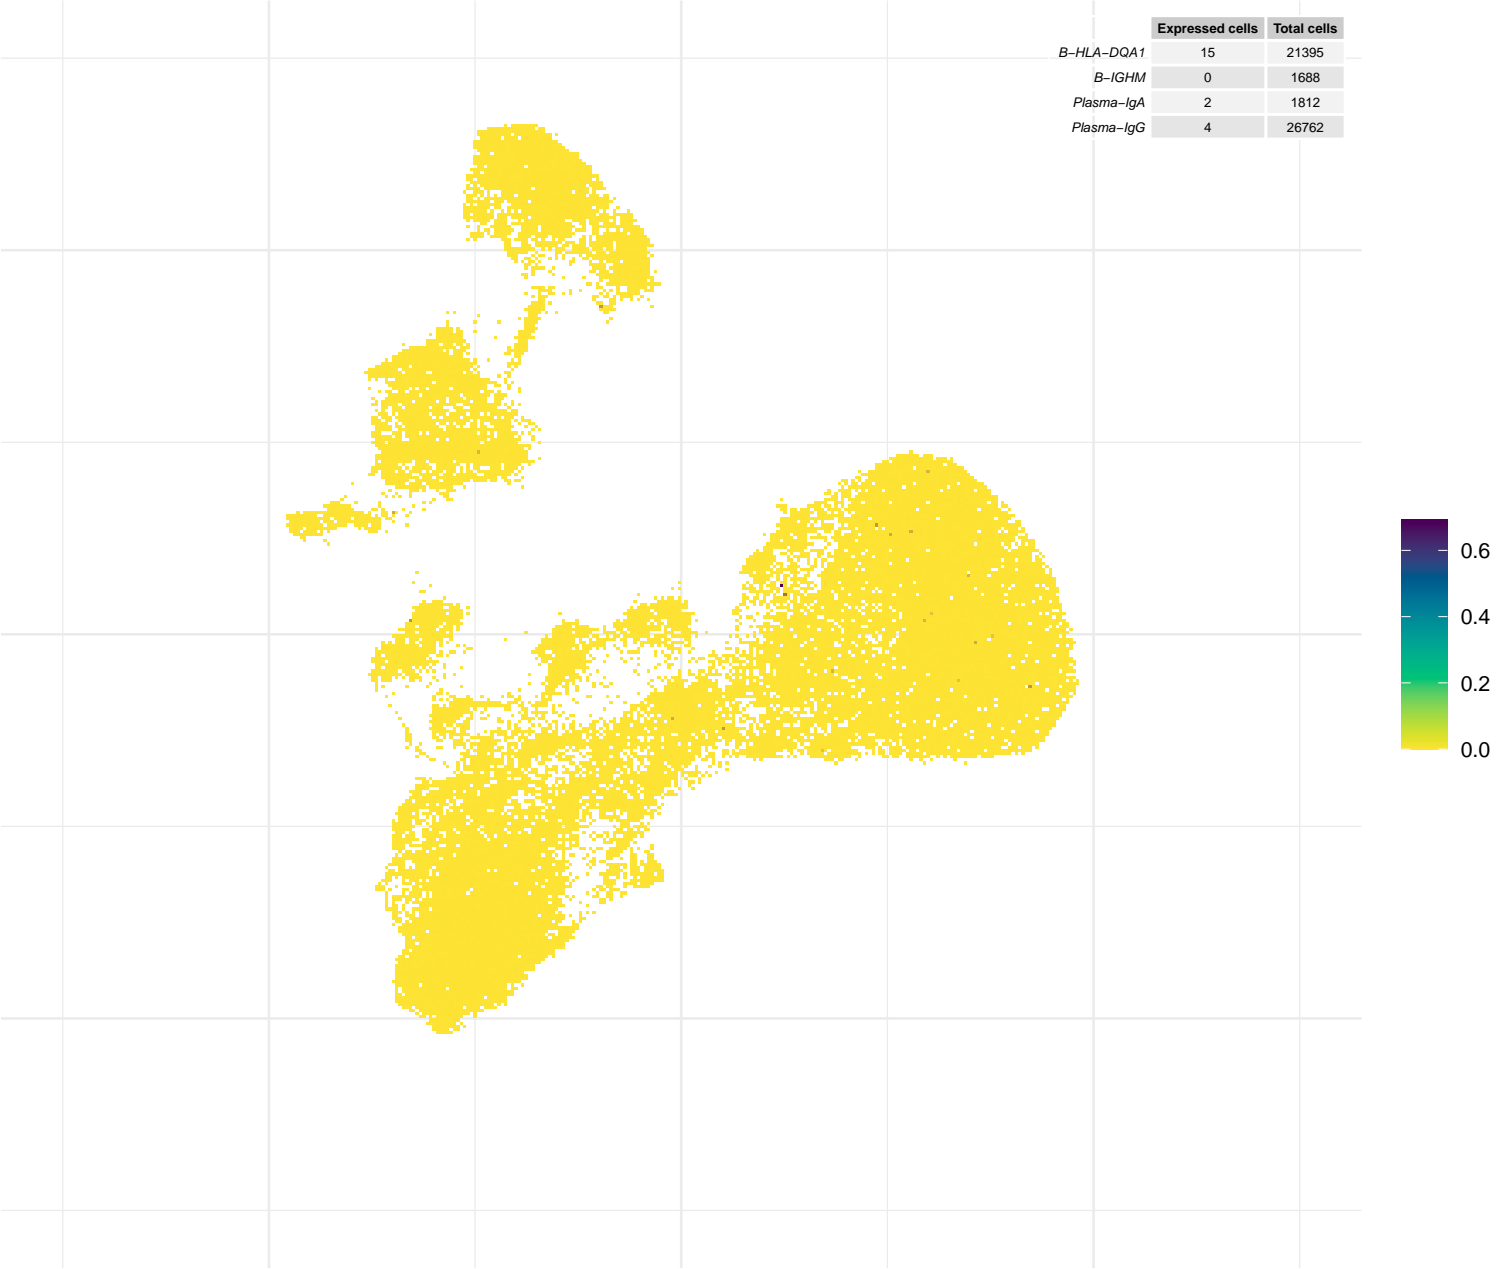 Expressed cells Total cells
B−HLA−DQA1 15 21395
B−IGHM 0 1688
Plasma−IgA 2 1812
Plasma−IgG 4 26762
0.6
0.4
0.2
0.0